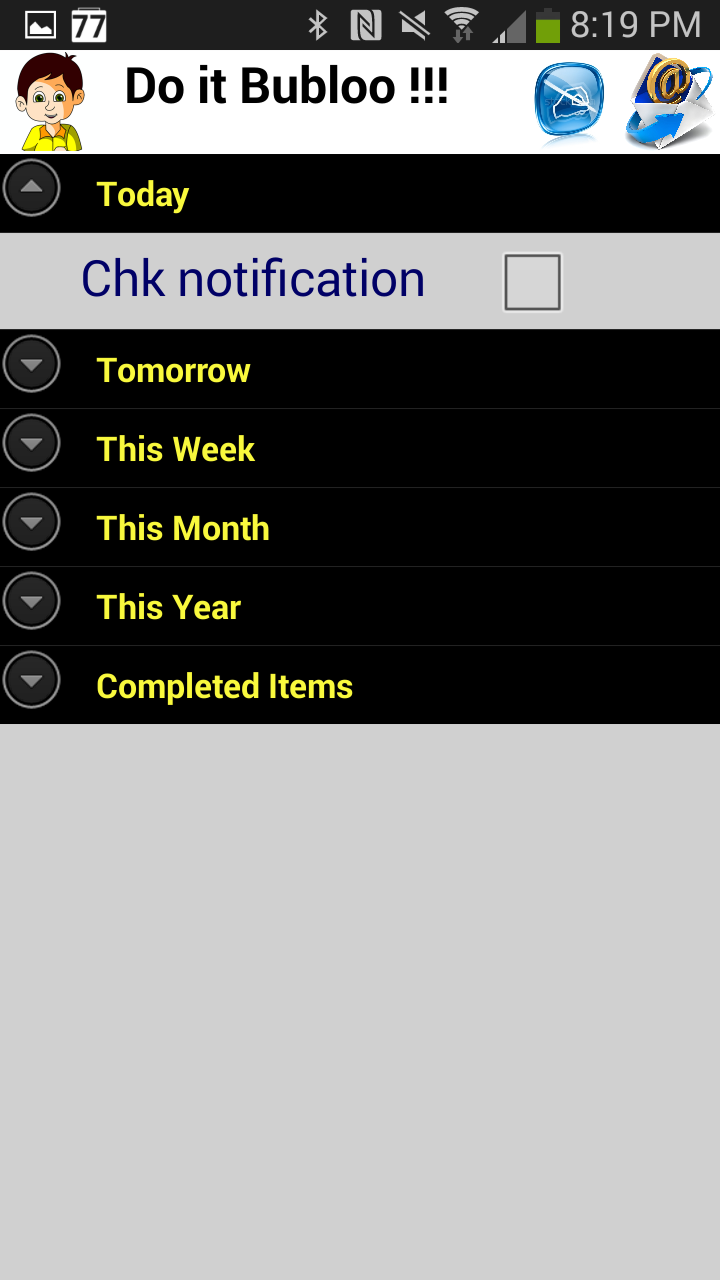 77 8:19 PM
Do it Bubloo !!! @
Today
Chk notification
Tomorrow
This Week
This Month
This Year
Completed Items